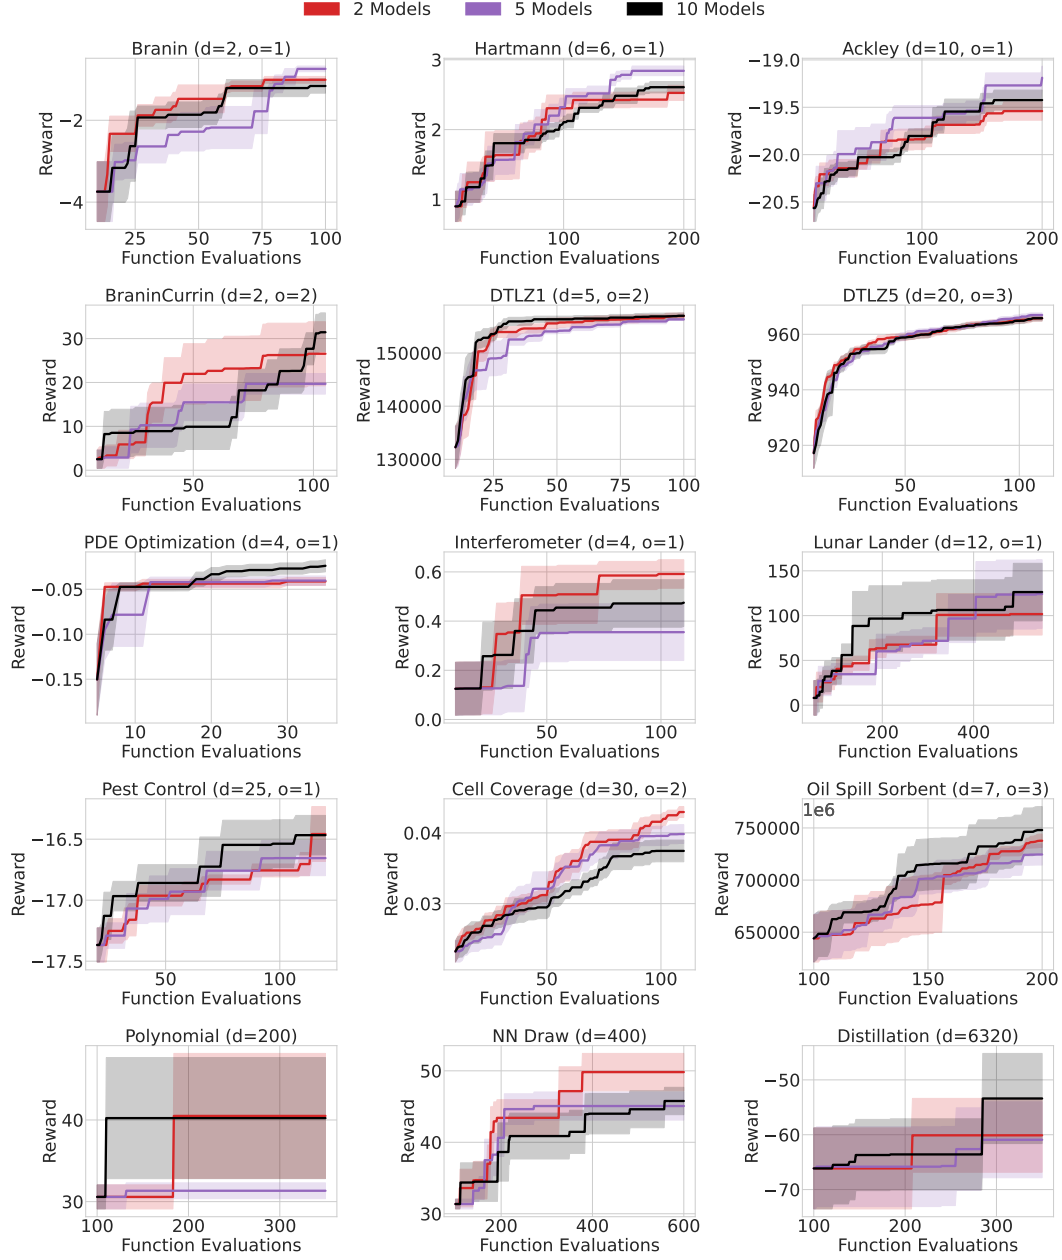 2 Models 5 Models 10 Models
Branin (d=2, o=1)
Reward
−2
−4
25 50 75 100
Function Evaluations
Hartmann (d=6, o=1)
Reward
3
2
1
100 200
Function Evaluations
Ackley (d=10, o=1)
Reward
−19.0
−19.5
−20.0
−20.5
100 200
Function Evaluations
BraninCurrin (d=2, o=2)
Reward
30
20
10
0
50 100
Function Evaluations
DTLZ1 (d=5, o=2)
Reward
150000
140000
130000
25 50 75 100
Function Evaluations
DTLZ5 (d=20, o=3)
Reward
960
940
920
50 100
Function Evaluations
PDE Optimization (d=4, o=1)
Reward
−0.05
−0.10
−0.15
10 20 30
Function Evaluations
Interferometer (d=4, o=1)
Reward
0.6
0.4
0.2
0.0
50 100
Function Evaluations
Lunar Lander (d=12, o=1)
Reward
150
100
50
0
200 400
Function Evaluations
Pest Control (d=25, o=1)
Reward
−16.5
−17.0
−17.5
50 100
Function Evaluations
Cell Coverage (d=30, o=2)
Reward
0.04
0.03
50 100
Function Evaluations
Oil Spill Sorbent (d=7, o=3)
1e6
Reward
750000
700000
650000
100 150 200
Function Evaluations
Polynomial (d=200)
Reward
40
30
100 200 300
Function Evaluations
NN Draw (d=400)
Reward
50
40
30
200 400 600
Function Evaluations
Distillation (d=6320)
Reward
−50
−60
−70
100 200 300
Function Evaluations